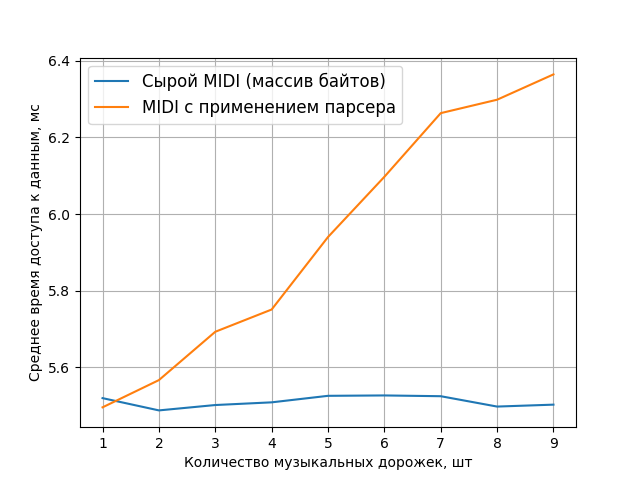 Сырой MIDI (массив байтов)
MIDI с применением парсера
Среднее время доступа к данным, мс
6.4
6.2
6.0
5.8
5.6
1 2 3 4 5 6 7 8 9
Количество музыкальных дорожек, шт